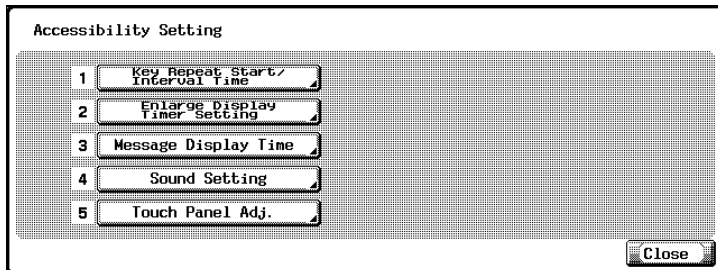 Accessibility Setting
1 Key Repeat Start/
Interval Time
2 Enlarge Display
Timer Setting
3 Message Display Time
4 Sound Setting
5 Touch Panel Adj.
Close